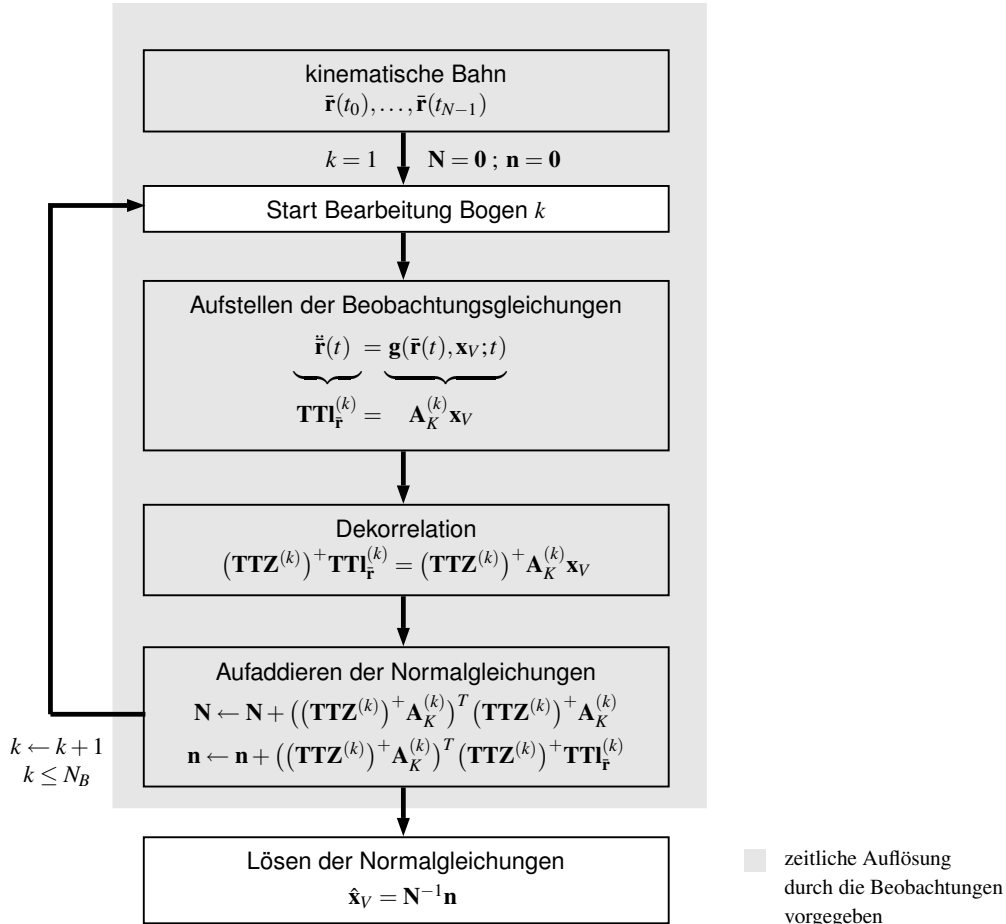 kinematische Bahn
r̄(t₀),…,r̄(t_{N−1})
k = 1 N = 0 ; n = 0
Start Bearbeitung Bogen k
Aufstellen der Beobachtungsgleichungen
r̄̈(t) = g(r̄(t), x_V; t)
TTl_r̄^{(k)} = A_K^{(k)} x_V
Dekorrelation
(TTZ^{(k)})^+ TTl_r̄^{(k)} = (TTZ^{(k)})^+ A_K^{(k)} x_V
Aufaddieren der Normalgleichungen
N ← N + ((TTZ^{(k)})^+ A_K^{(k)})^T (TTZ^{(k)})^+ A_K^{(k)}
n ← n + ((TTZ^{(k)})^+ A_K^{(k)})^T (TTZ^{(k)})^+ TTl_r̄^{(k)}
k ← k + 1
k ≤ N_B
Lösen der Normalgleichungen
x̂_V = N^{−1} n
zeitliche Auflösung
durch die Beobachtungen
vorgegeben